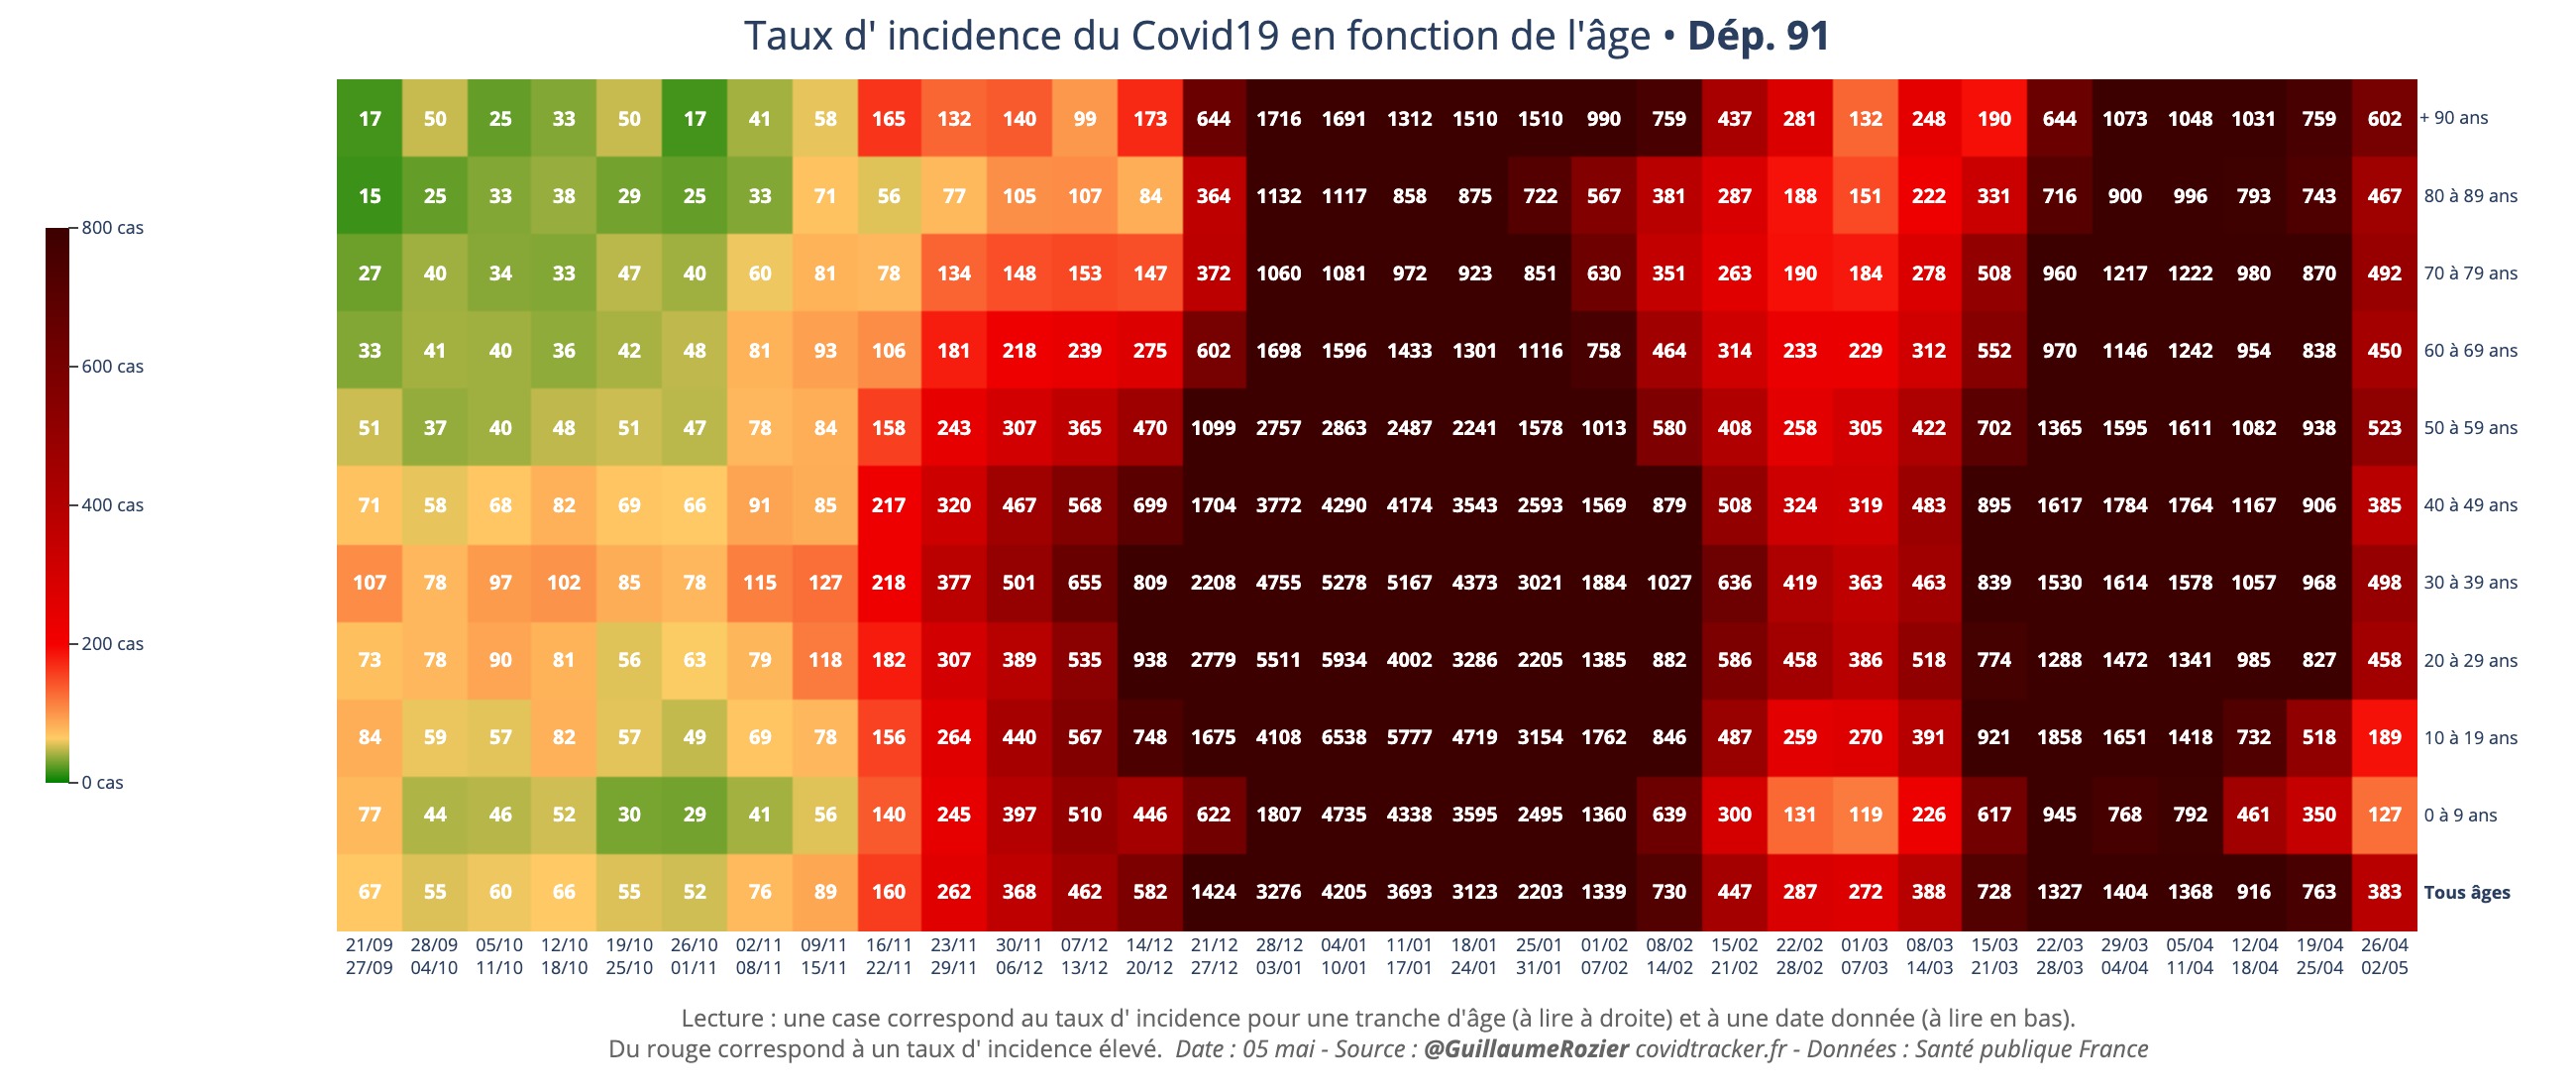 Taux d' incidence du Covid19 en fonction de l'âge • Dép. 91
17 50 25 33 50 17 41 58 165 132 140 99 173 644 1716 1691 1312 1510 1510 990 759 437 281 132 248 190 644 1073 1048 1031 759 602 + 90 ans
15 25 33 38 29 25 33 71 56 77 105 107 84 364 1132 1117 858 875 722 567 381 287 188 151 222 331 716 900 996 793 743 467 80 à 89 ans
800 cas
27 40 34 33 47 40 60 81 78 134 148 153 147 372 1060 1081 972 923 851 630 351 263 190 184 278 508 960 1217 1222 980 870 492 70 à 79 ans
33 41 40 36 42 48 81 93 106 181 218 239 275 602 1698 1596 1433 1301 1116 758 464 314 233 229 312 552 970 1146 1242 954 838 450 60 à 69 ans
600 cas
51 37 40 48 51 47 78 84 158 243 307 365 470 1099 2757 2863 2487 2241 1578 1013 580 408 258 305 422 702 1365 1595 1611 1082 938 523 50 à 59 ans
400 cas
71 58 68 82 69 66 91 85 217 320 467 568 699 1704 3772 4290 4174 3543 2593 1569 879 508 324 319 483 895 1617 1784 1764 1167 906 385 40 à 49 ans
107 78 97 102 85 78 115 127 218 377 501 655 809 2208 4755 5278 5167 4373 3021 1884 1027 636 419 363 463 839 1530 1614 1578 1057 968 498 30 à 39 ans
200 cas
73 78 90 81 56 63 79 118 182 307 389 535 938 2779 5511 5934 4002 3286 2205 1385 882 586 458 386 518 774 1288 1472 1341 985 827 458 20 à 29 ans
84 59 57 82 57 49 69 78 156 264 440 567 748 1675 4108 6538 5777 4719 3154 1762 846 487 259 270 391 921 1858 1651 1418 732 518 189 10 à 19 ans
0 cas
77 44 46 52 30 29 41 56 140 245 397 510 446 622 1807 4735 4338 3595 2495 1360 639 300 131 119 226 617 945 768 792 461 350 127 0 à 9 ans
67 55 60 66 55 52 76 89 160 262 368 462 582 1424 3276 4205 3693 3123 2203 1339 730 447 287 272 388 728 1327 1404 1368 916 763 383 Tous âges
21/09 28/09 05/10 12/10 19/10 26/10 02/11 09/11 16/11 23/11 30/11 07/12 14/12 21/12 28/12 04/01 11/01 18/01 25/01 01/02 08/02 15/02 22/02 01/03 08/03 15/03 22/03 29/03 05/04 12/04 19/04 26/04
27/09 04/10 11/10 18/10 25/10 01/11 08/11 15/11 22/11 29/11 06/12 13/12 20/12 27/12 03/01 10/01 17/01 24/01 31/01 07/02 14/02 21/02 28/02 07/03 14/03 21/03 28/03 04/04 11/04 18/04 25/04 02/05
Lecture : une case correspond au taux d' incidence pour une tranche d'âge (à lire à droite) et à une date donnée (à lire en bas).
Du rouge correspond à un taux d' incidence élevé. Date : 05 mai - Source : @GuillaumeRozier covidtracker.fr - Données : Santé publique France